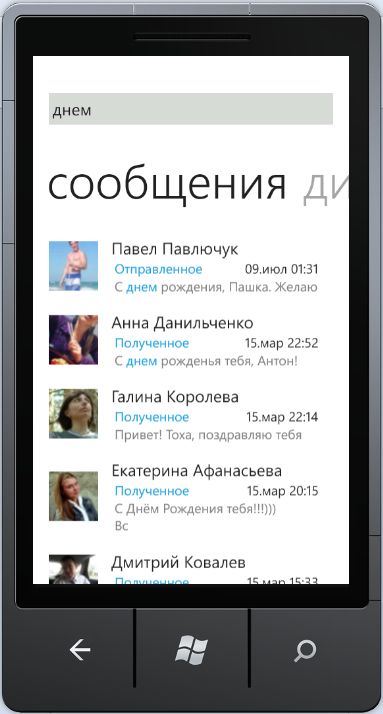 днем
сообщения ди
Павел Павлючук
Отправленное 09.июл 01:31
С днем рождения, Пашка. Желаю
Анна Данильченко
Полученное 15.мар 22:52
С днем рожденья тебя, Антон!
Галина Королева
Полученное 15.мар 22:14
Привет! Тоха, поздравляю тебя
Екатерина Афанасьева
Полученное 15.мар 20:15
С Днём Рождения тебя!!!)))
Вс
Дмитрий Ковалев
Полученное 15.мар 15:33